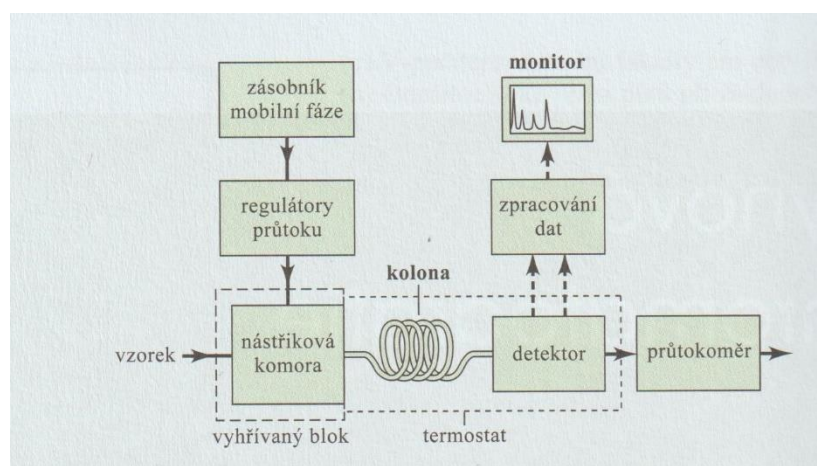 monitor
zásobník
mobilní fáze
regulátory
průtoku
zpracování
dat
kolona
vzorek
nástřiková
komora
detektor
průtokoměr
vyhřívaný blok
termostat